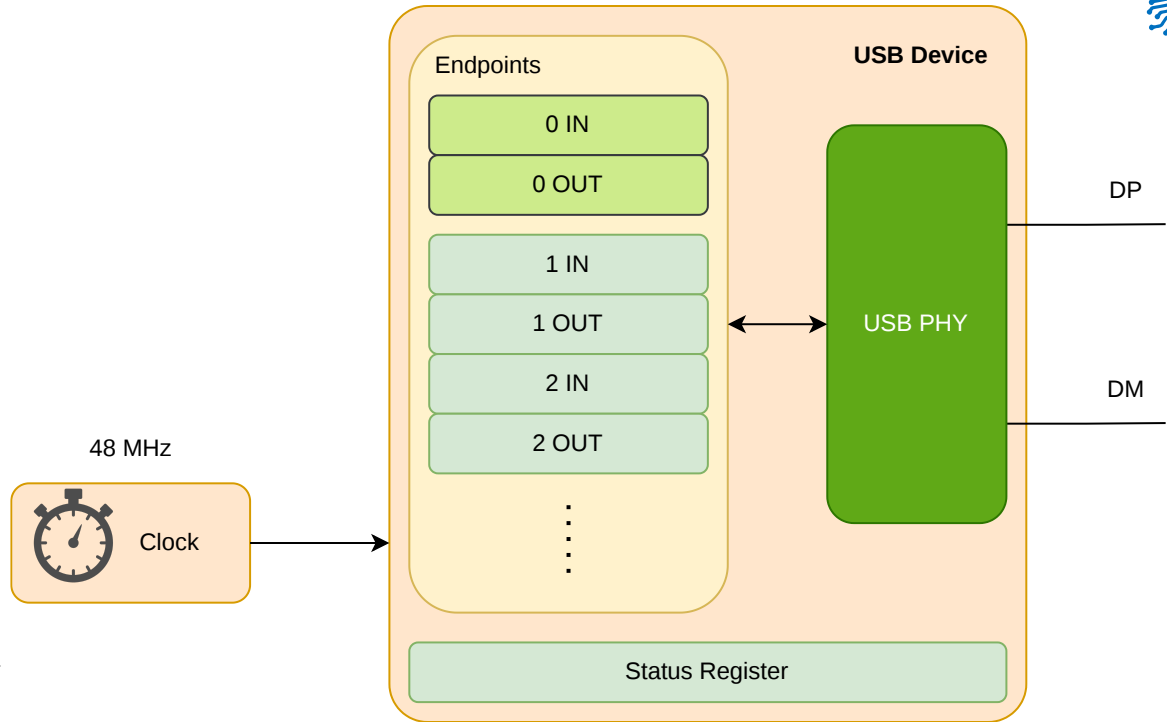 USB Device
Endpoints
0 IN
0 OUT
1 IN
1 OUT
2 IN
2 OUT
USB PHY
DP
DM
48 MHz
Clock
Status Register